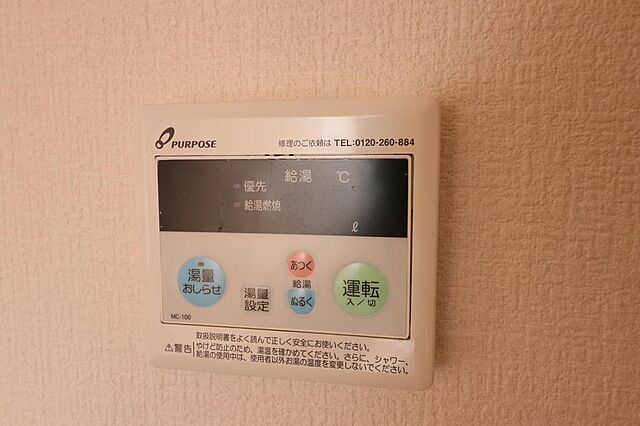 PURPOSE
修理のご依頼は TEL:0120-260-884
給湯 ℃
優先
給湯燃焼
ℓ
湯量
おしらせ
湯量
設定
あつく
給湯
ぬるく
運転
入／切
MC-100
取扱説明書をよく読んで正しく安全にお使いください。
⚠警告 やけど防止のため、湯温を確かめてください。さらに、シャワー、
給湯の使用中は、使用者以外お湯の温度を変更しないでください。